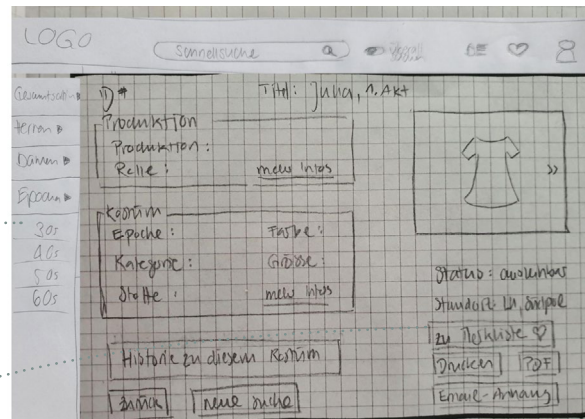 LOGO
Schnellsuche
Herren
Damen
Epochen
30s
40s
50s
60s
ID#
Titel: Julia, 1. Akt
Produktion
Produktion:
Rolle:
mehr Infos
Kostüm
Epoche:
Farbe:
Kategorie:
Grösse:
Stoffe:
mehr Infos
>>
Status:
Standort:
zu Merkliste
Drucken
PDF
Email-Anhang
Historie zu diesem Kostüm
zurück
neue Suche